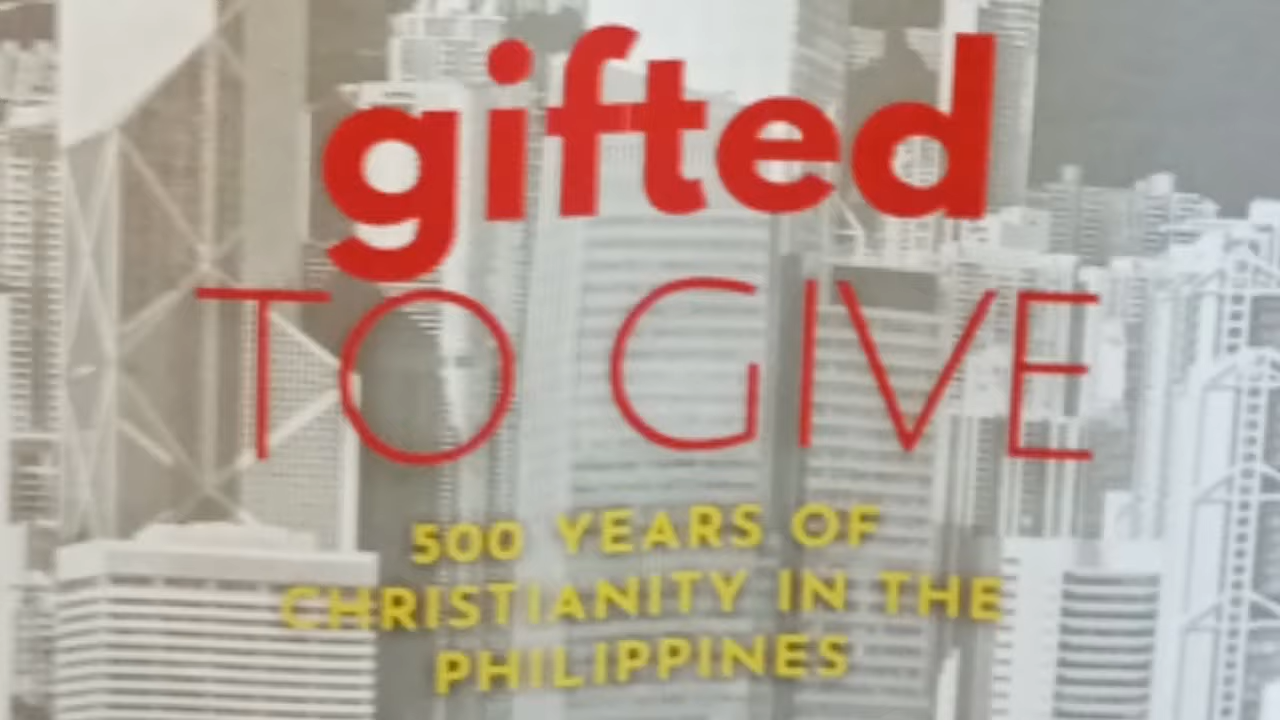 gifted
TO GIVE
500 YEARS OF
CHRISTIANITY IN THE
PHILIPPINES